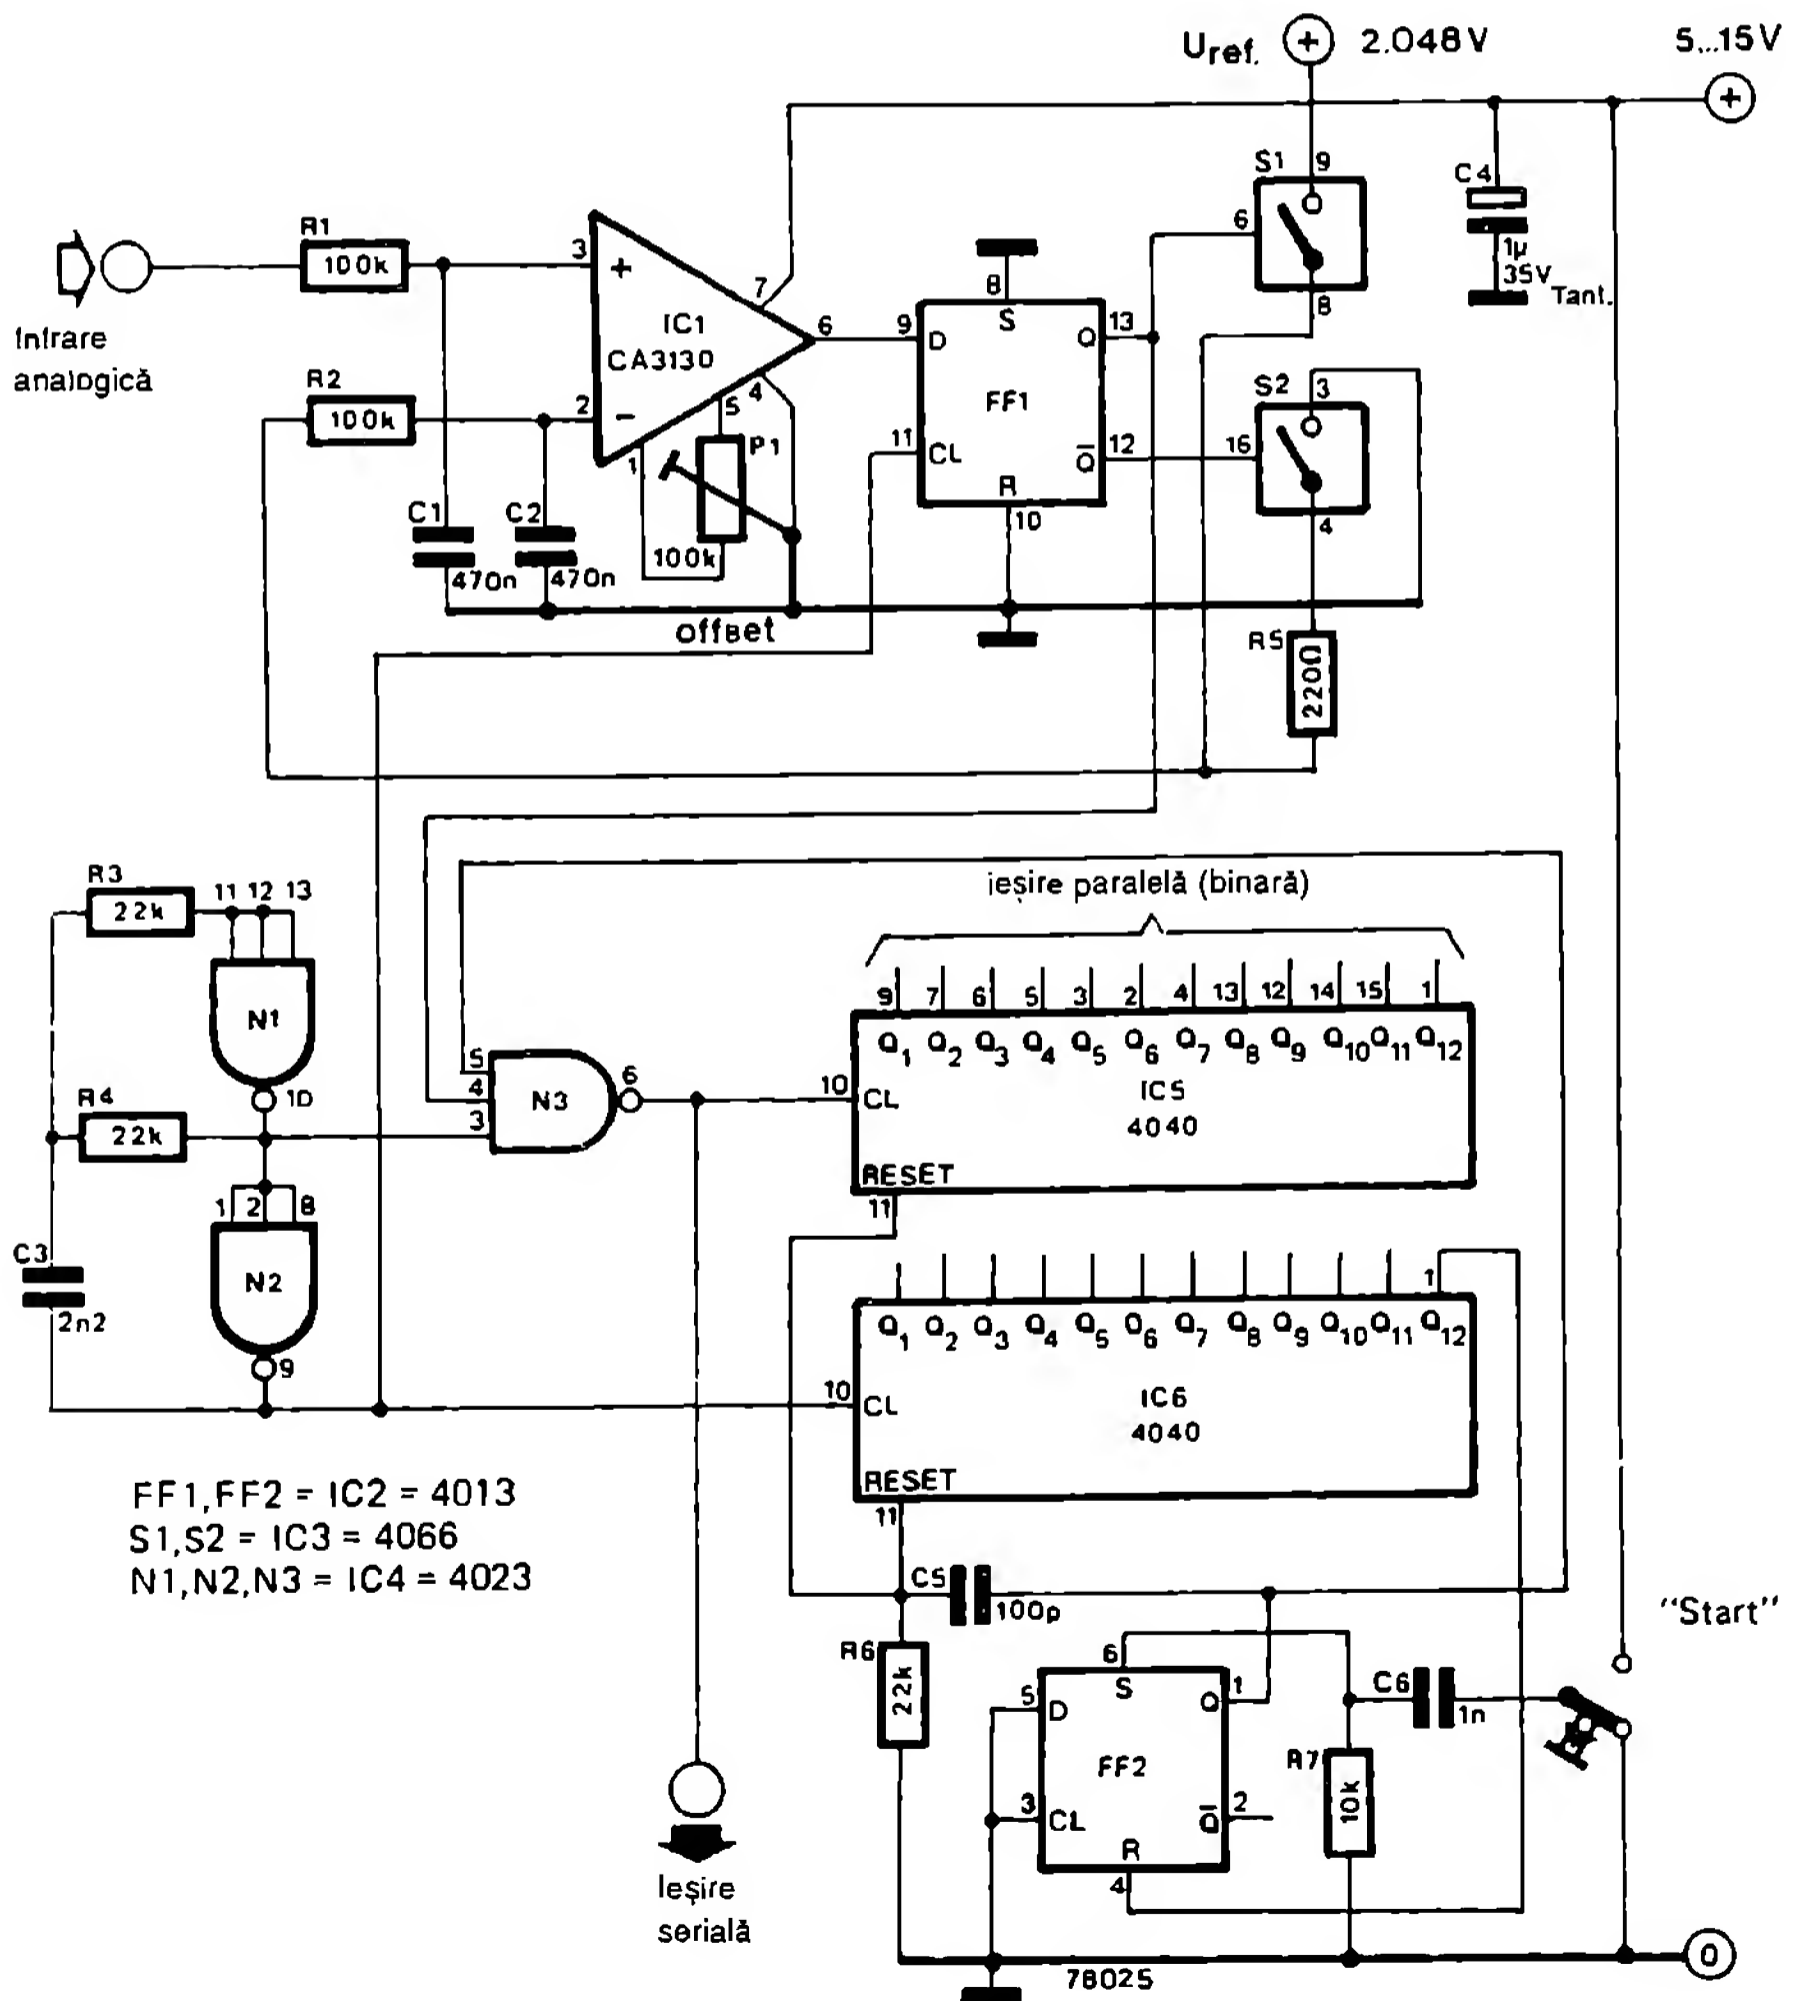 Uref. + 2.048V 5...15V
+
S1 9
6
8
C4
1µ
35V
Tant.
R1
100k
Intrare
analogică
3
+
7
IC1
CA3130
6
R2
100k
2
−
5
4
1
P1
100k
C1
470n
C2
470n
Offset
8
S
9 D
Q 13
FF1
11 CL
Q 12
R
10
S2 3
16
4
R5
220Ω
R3
22k
11 12 13
N1
10
R4
22k
1 2 8
N2
9
C3
2n2
5
4
3
N3
6
ieșire paralelă (binară)
9 7 6 5 3 2 4 13 12 14 15 1
Q1 Q2 Q3 Q4 Q5 Q6 Q7 Q8 Q9 Q10 Q11 Q12
10 CL
IC5
4040
RESET
11
1
Q1 Q2 Q3 Q4 Q5 Q6 Q7 Q8 Q9 Q10 Q11 Q12
10 CL
IC6
4040
RESET
11
FF1,FF2 = IC2 = 4013
S1,S2 = IC3 = 4066
N1,N2,N3 = IC4 = 4023
C5
100p
R6
22k
6
S
5 D
Q 1
FF2
3 CL
Q 2
R
4
C6
1n
R7
10k
"Start"
Ieșire
serială
78025
0